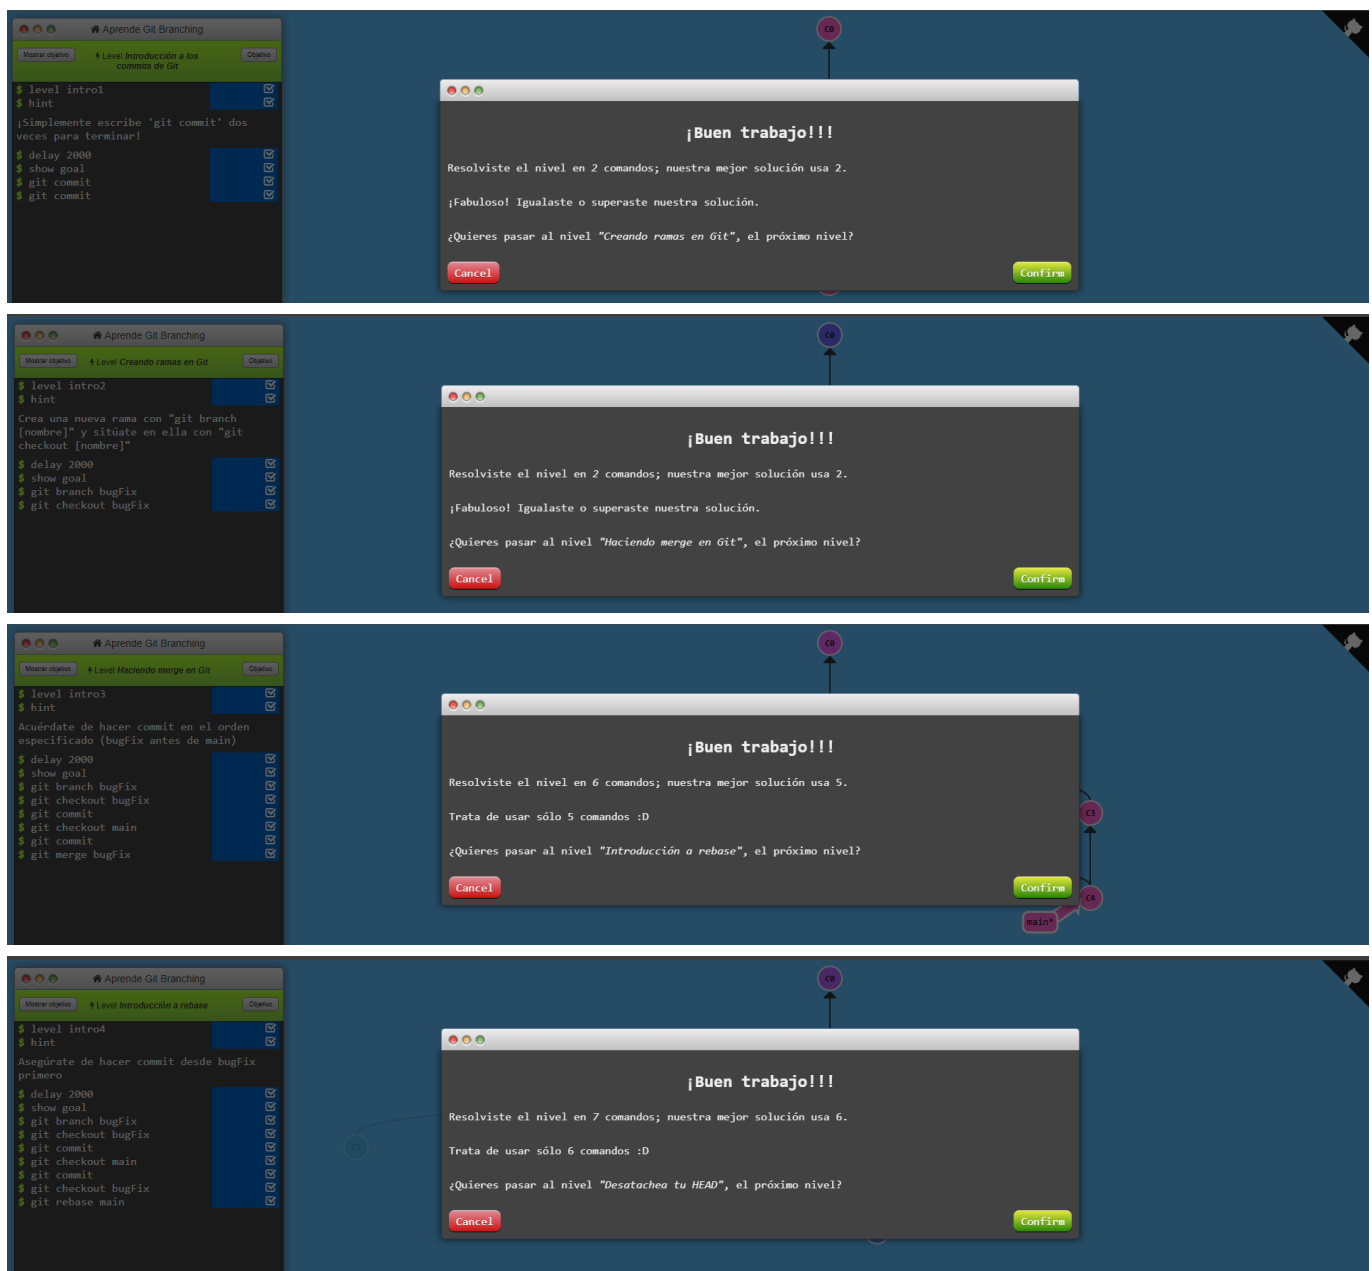 Aprende Git Branching
Mostrar objetivo
Level Introducción a los
commits de Git
Objetivo
$ level intro1
$ hint
¡Simplemente escribe 'git commit' dos
veces para terminar!
$ delay 2000
$ show goal
$ git commit
$ git commit
C0
¡Buen trabajo!!!
Resolviste el nivel en 2 comandos; nuestra mejor solución usa 2.
¡Fabuloso! Igualaste o superaste nuestra solución.
¿Quieres pasar al nivel "Creando ramas en Git", el próximo nivel?
Cancel
Confirm
Aprende Git Branching
Mostrar objetivo
Level Creando ramas en Git
Objetivo
$ level intro2
$ hint
Crea una nueva rama con "git branch
[nombre]" y sitúate en ella con "git
checkout [nombre]"
$ delay 2000
$ show goal
$ git branch bugFix
$ git checkout bugFix
C0
¡Buen trabajo!!!
Resolviste el nivel en 2 comandos; nuestra mejor solución usa 2.
¡Fabuloso! Igualaste o superaste nuestra solución.
¿Quieres pasar al nivel "Haciendo merge en Git", el próximo nivel?
Cancel
Confirm
Aprende Git Branching
Mostrar objetivo
Level Haciendo merge en Git
Objetivo
$ level intro3
$ hint
Acuérdate de hacer commit en el orden
especificado (bugFix antes de main)
$ delay 2000
$ show goal
$ git branch bugFix
$ git checkout bugFix
$ git commit
$ git checkout main
$ git commit
$ git merge bugFix
C0
¡Buen trabajo!!!
Resolviste el nivel en 6 comandos; nuestra mejor solución usa 5.
Trata de usar sólo 5 comandos :D
¿Quieres pasar al nivel "Introducción a rebase", el próximo nivel?
Cancel
Confirm
C3
C4
main*
Aprende Git Branching
Mostrar objetivo
Level Introducción a rebase
Objetivo
$ level intro4
$ hint
Asegúrate de hacer commit desde bugFix
primero
$ delay 2000
$ show goal
$ git branch bugFix
$ git checkout bugFix
$ git commit
$ git checkout main
$ git commit
$ git checkout bugFix
$ git rebase main
C0
¡Buen trabajo!!!
Resolviste el nivel en 7 comandos; nuestra mejor solución usa 6.
Trata de usar sólo 6 comandos :D
¿Quieres pasar al nivel "Desatachea tu HEAD", el próximo nivel?
Cancel
Confirm